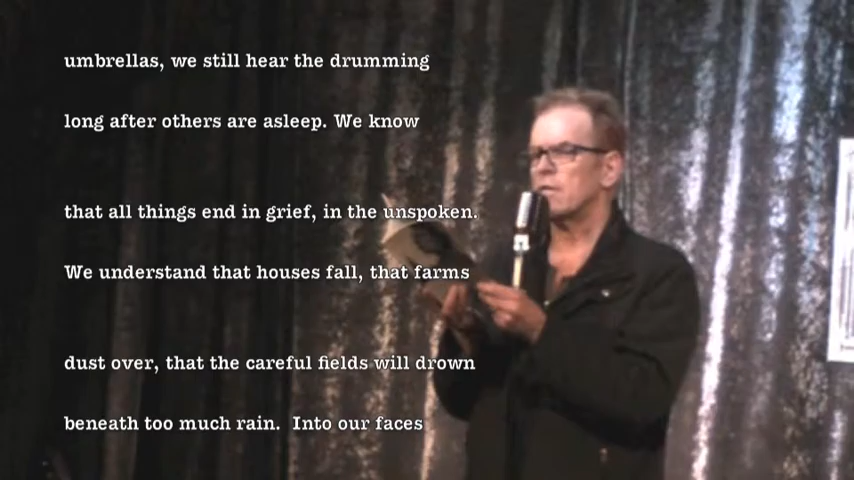 umbrellas, we still hear the drumming
long after others are asleep. We know
that all things end in grief, in the unspoken.
We understand that houses fall, that farms
dust over, that the careful fields will drown
beneath too much rain.  Into our faces